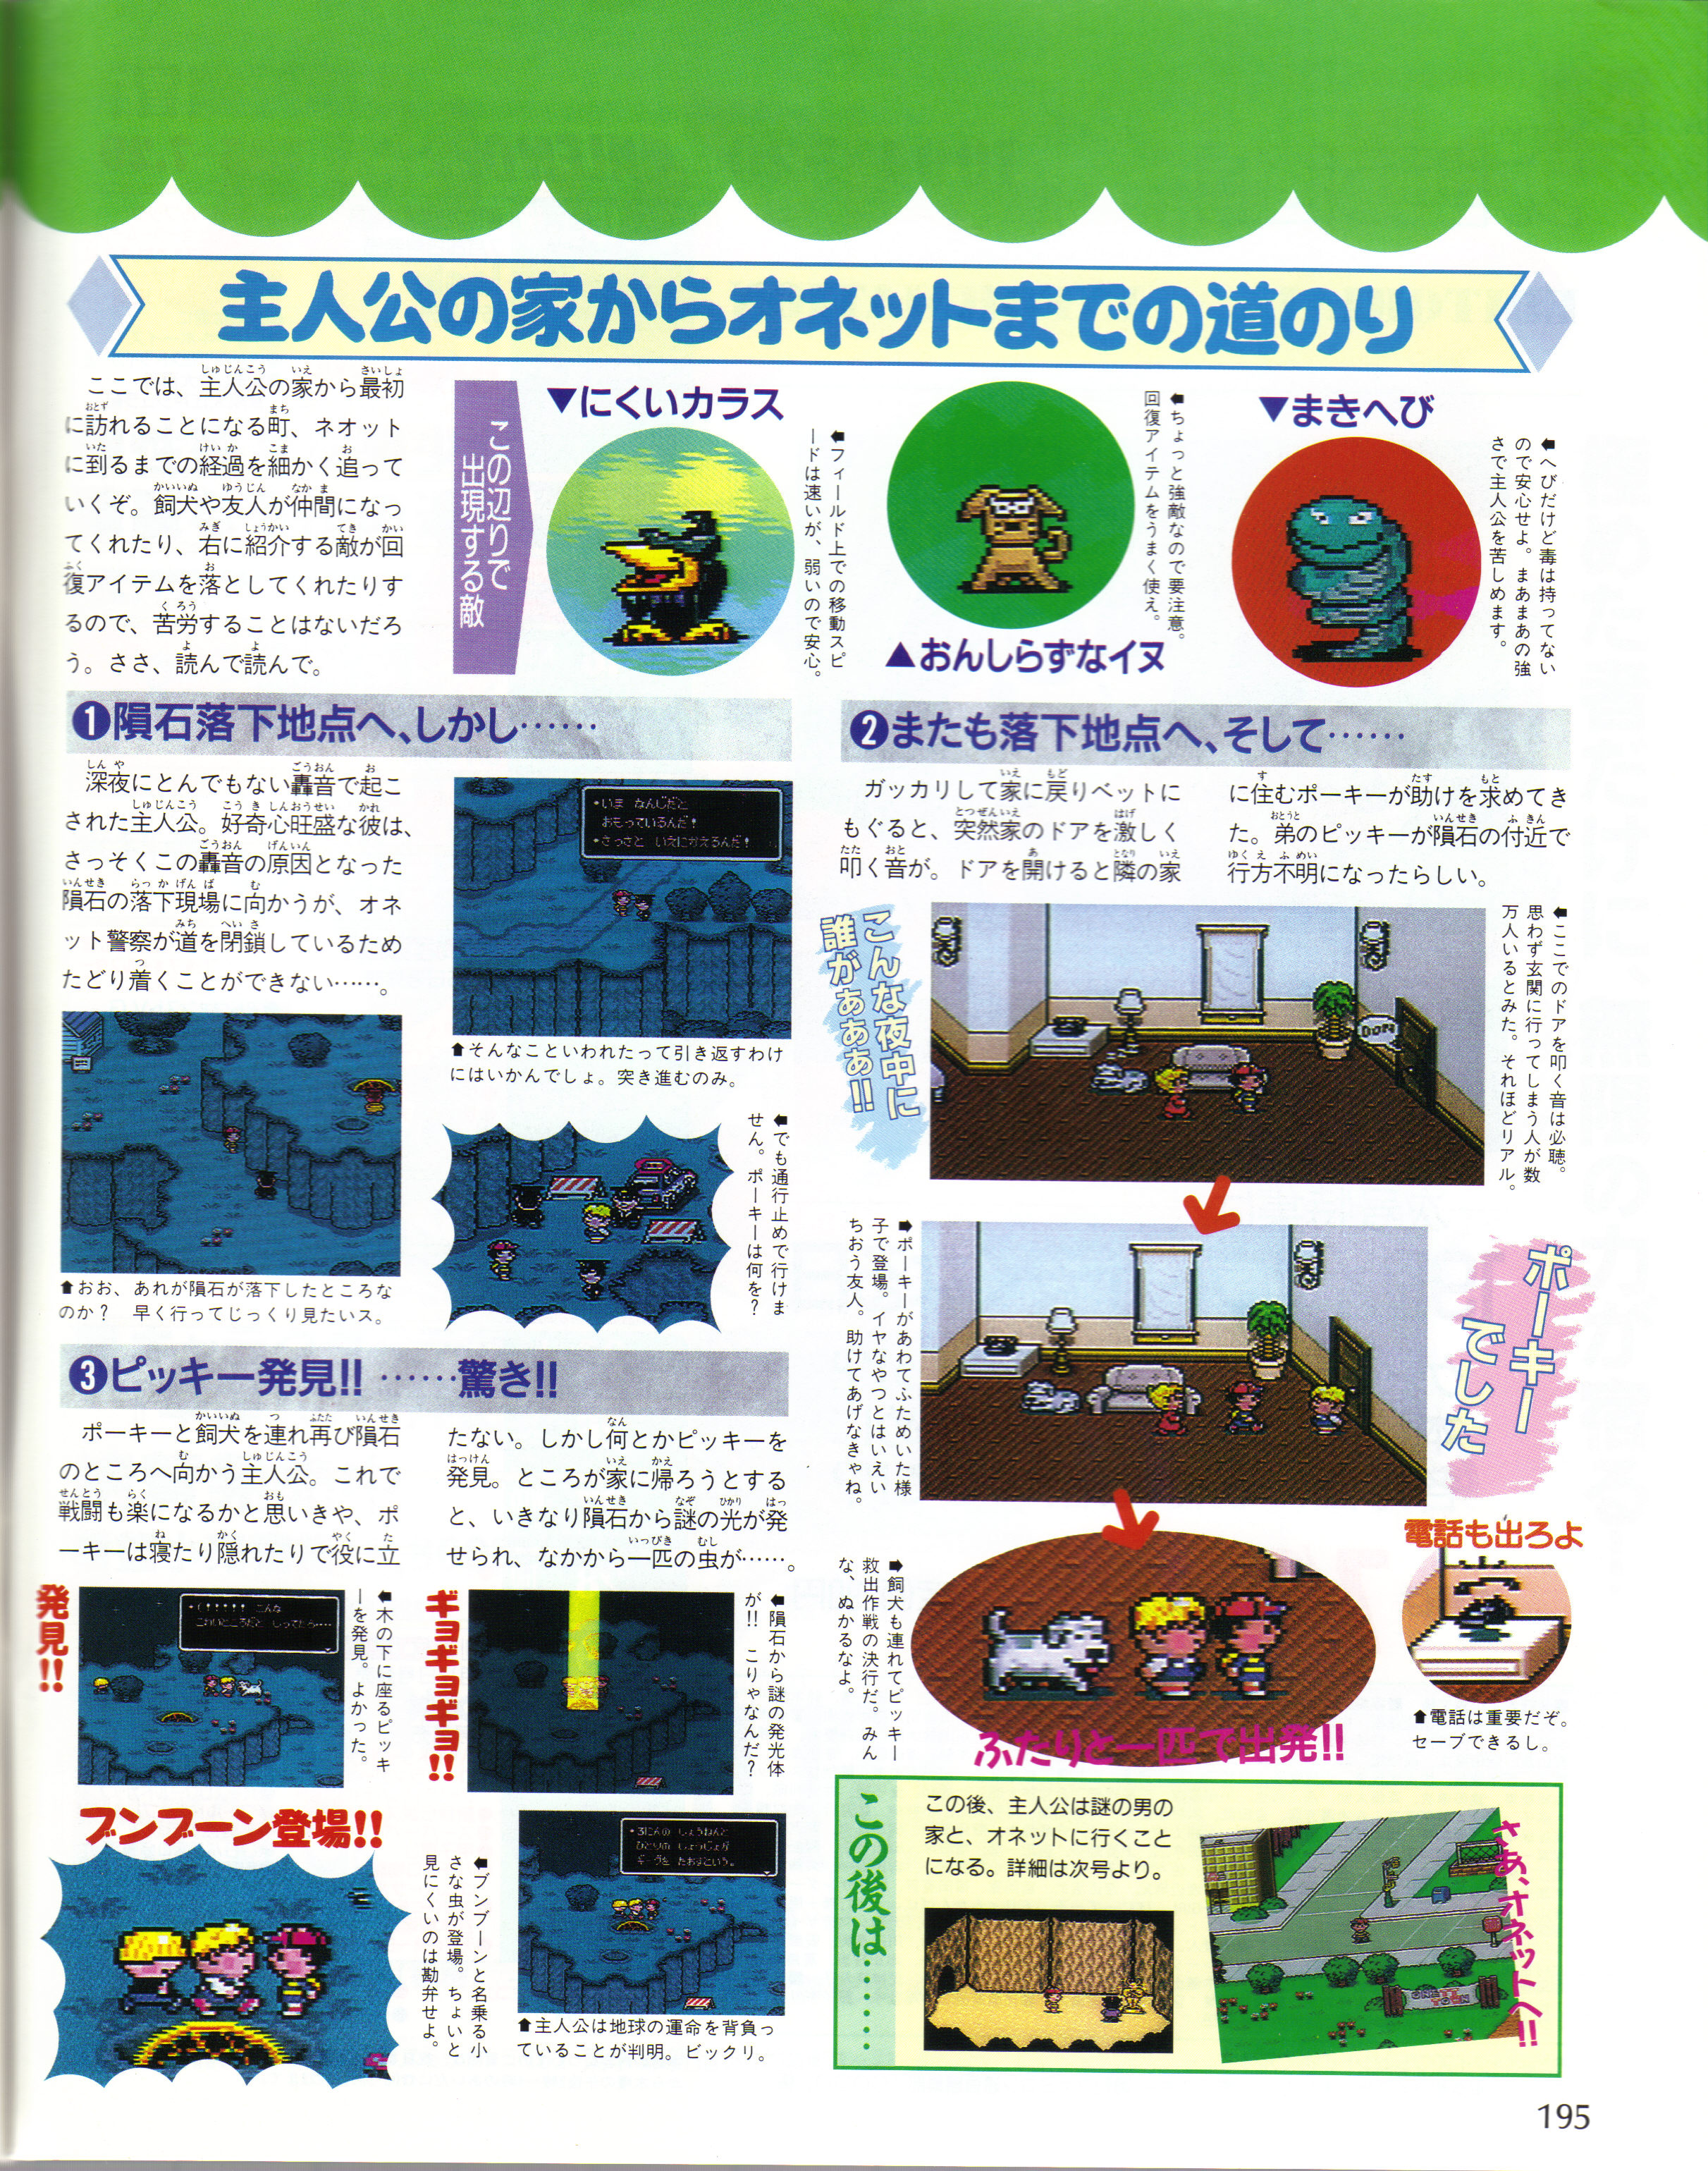 主人公の家からオネットまでの道のり
ここでは、主人公の家から最初
に訪れることになる町、ネオット
に到るまでの経過を細かく追って
いくぞ。飼犬や友人が仲間になっ
てくれたり、右に紹介する敵が回
復アイテムを落としてくれたりす
るので、苦労することはないだろ
う。ささ、読んで読んで。
この辺りで
出現する敵
▼にくいカラス
⬅フィールド上での移動スピ
ードは速いが、弱いので安心。
▲おんしらずなイヌ
⬅ちょっと強敵なので要注意。
回復アイテムをうまく使え。
▼まきへび
⬅へびだけど毒は持ってない
ので安心せよ。まあまあの強
さで主人公を苦しめます。
❶隕石落下地点へ、しかし……
深夜にとんでもない轟音で起こ
された主人公。好奇心旺盛な彼は、
さっそくこの轟音の原因となった
隕石の落下現場に向かうが、オネ
ット警察が道を閉鎖しているため
たどり着くことができない……。
•いま なんじだと
おもっているんだ！
•さっさと いえにかえるんだ！
⬆そんなこといわれたって引き返すわけ
にはいかんでしょ。突き進むのみ。
⬆おお、あれが隕石が落下したところな
のか？ 早く行ってじっくり見たいス。
⬅でも通行止めで行けま
せん。ポーキーは何を？
❷またも落下地点へ、そして……
ガッカリして家に戻りベットに
もぐると、突然家のドアを激しく
叩く音が。ドアを開けると隣の家
に住むポーキーが助けを求めてき
た。弟のピッキーが隕石の付近で
行方不明になったらしい。
こんな夜中に
誰がぁぁぁ!!
DON
⬅ここでのドアを叩く音は必聴。
思わず玄関に行ってしまう人が数
万人いるとみた。それほどリアル。
➡ポーキーがあわてふためいた様
子で登場。イヤなやつとはいえい
ちおう友人。助けてあげなきゃね。
ポーキー
でした
➡飼犬も連れてピッキー
救出作戦の決行だ。みん
な、ぬかるなよ。
ふたりと一匹で出発!!
電話も出ろよ
⬆電話は重要だぞ。
セーブできるし。
❸ピッキー発見!! ……驚き!!
ポーキーと飼犬を連れ再び隕石
のところへ向かう主人公。これで
戦闘も楽になるかと思いきや、ポ
ーキーは寝たり隠れたりで役に立
たない。しかし何とかピッキーを
発見。ところが家に帰ろうとする
と、いきなり隕石から謎の光が発
せられ、なかから一匹の虫が……。
発見!!
こわいところだと しってたら‥‥
⬅木の下に座るピッキ
ーを発見。よかった。
ギョギョギョ!!
⬅隕石から謎の発光体
が!! こりゃなんだ？
ブンブーン登場!!
⬅ブンブーンと名乗る小
さな虫が登場。ちょいと
見にくいのは勘弁せよ。
•3にんの しょうねんと
ひとりの しょうじょが
ギーグを たおすという。
⬆主人公は地球の運命を背負っ
ていることが判明。ビックリ。
この後は………
この後、主人公は謎の男の
家と、オネットに行くこと
になる。詳細は次号より。
さあ、オネットへ!!
ONETT
TOWN
195